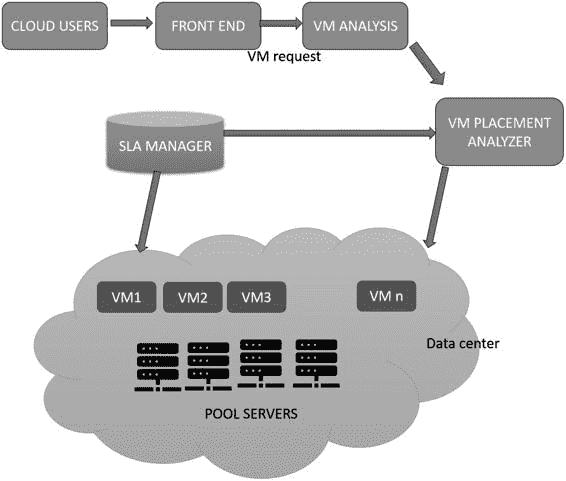 CLOUD USERS
FRONT END
VM ANALYSIS
VM request
SLA MANAGER
VM PLACEMENT
ANALYZER
VM1
VM2
VM3
VM n
Data center
POOL SERVERS